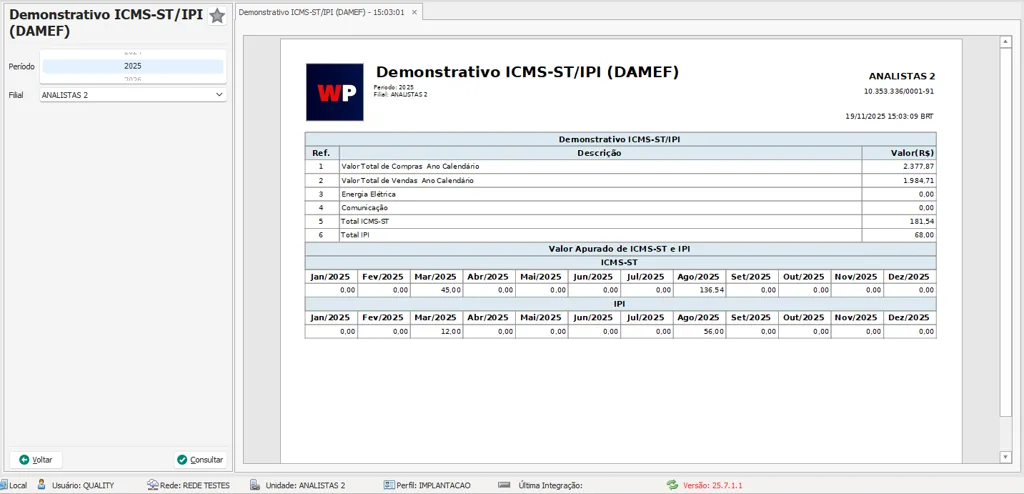 Demonstrativo ICMS-ST/IPI (DAMEF)
Período
2025
2026
Filial ANALISTAS 2
Voltar Consultar
Demonstrativo ICMS-ST/IPI (DAMEF) - 15:03:01 ×
WP
Demonstrativo ICMS-ST/IPI (DAMEF)
Periodo: 2025
Filial: ANALISTAS 2
ANALISTAS 2
10.353.336/0001-91
19/11/2025 15:03:09 BRT
Demonstrativo ICMS-ST/IPI
Ref. Descrição Valor(R$)
1 Valor Total de Compras Ano Calendário 2.377,87
2 Valor Total de Vendas Ano Calendário 1.984,71
3 Energia Elétrica 0,00
4 Comunicação 0,00
5 Total ICMS-ST 181,54
6 Total IPI 68,00
Valor Apurado de ICMS-ST e IPI
ICMS-ST
Jan/2025 Fev/2025 Mar/2025 Abr/2025 Mai/2025 Jun/2025 Jul/2025 Ago/2025 Set/2025 Out/2025 Nov/2025 Dez/2025
0,00 0,00 45,00 0,00 0,00 0,00 0,00 136,54 0,00 0,00 0,00 0,00
IPI
Jan/2025 Fev/2025 Mar/2025 Abr/2025 Mai/2025 Jun/2025 Jul/2025 Ago/2025 Set/2025 Out/2025 Nov/2025 Dez/2025
0,00 0,00 12,00 0,00 0,00 0,00 0,00 56,00 0,00 0,00 0,00 0,00
Local Usuário: QUALITY Rede: REDE TESTES Unidade: ANALISTAS 2 Perfil: IMPLANTACAO Última Integração: Versão: 25.7.1.1